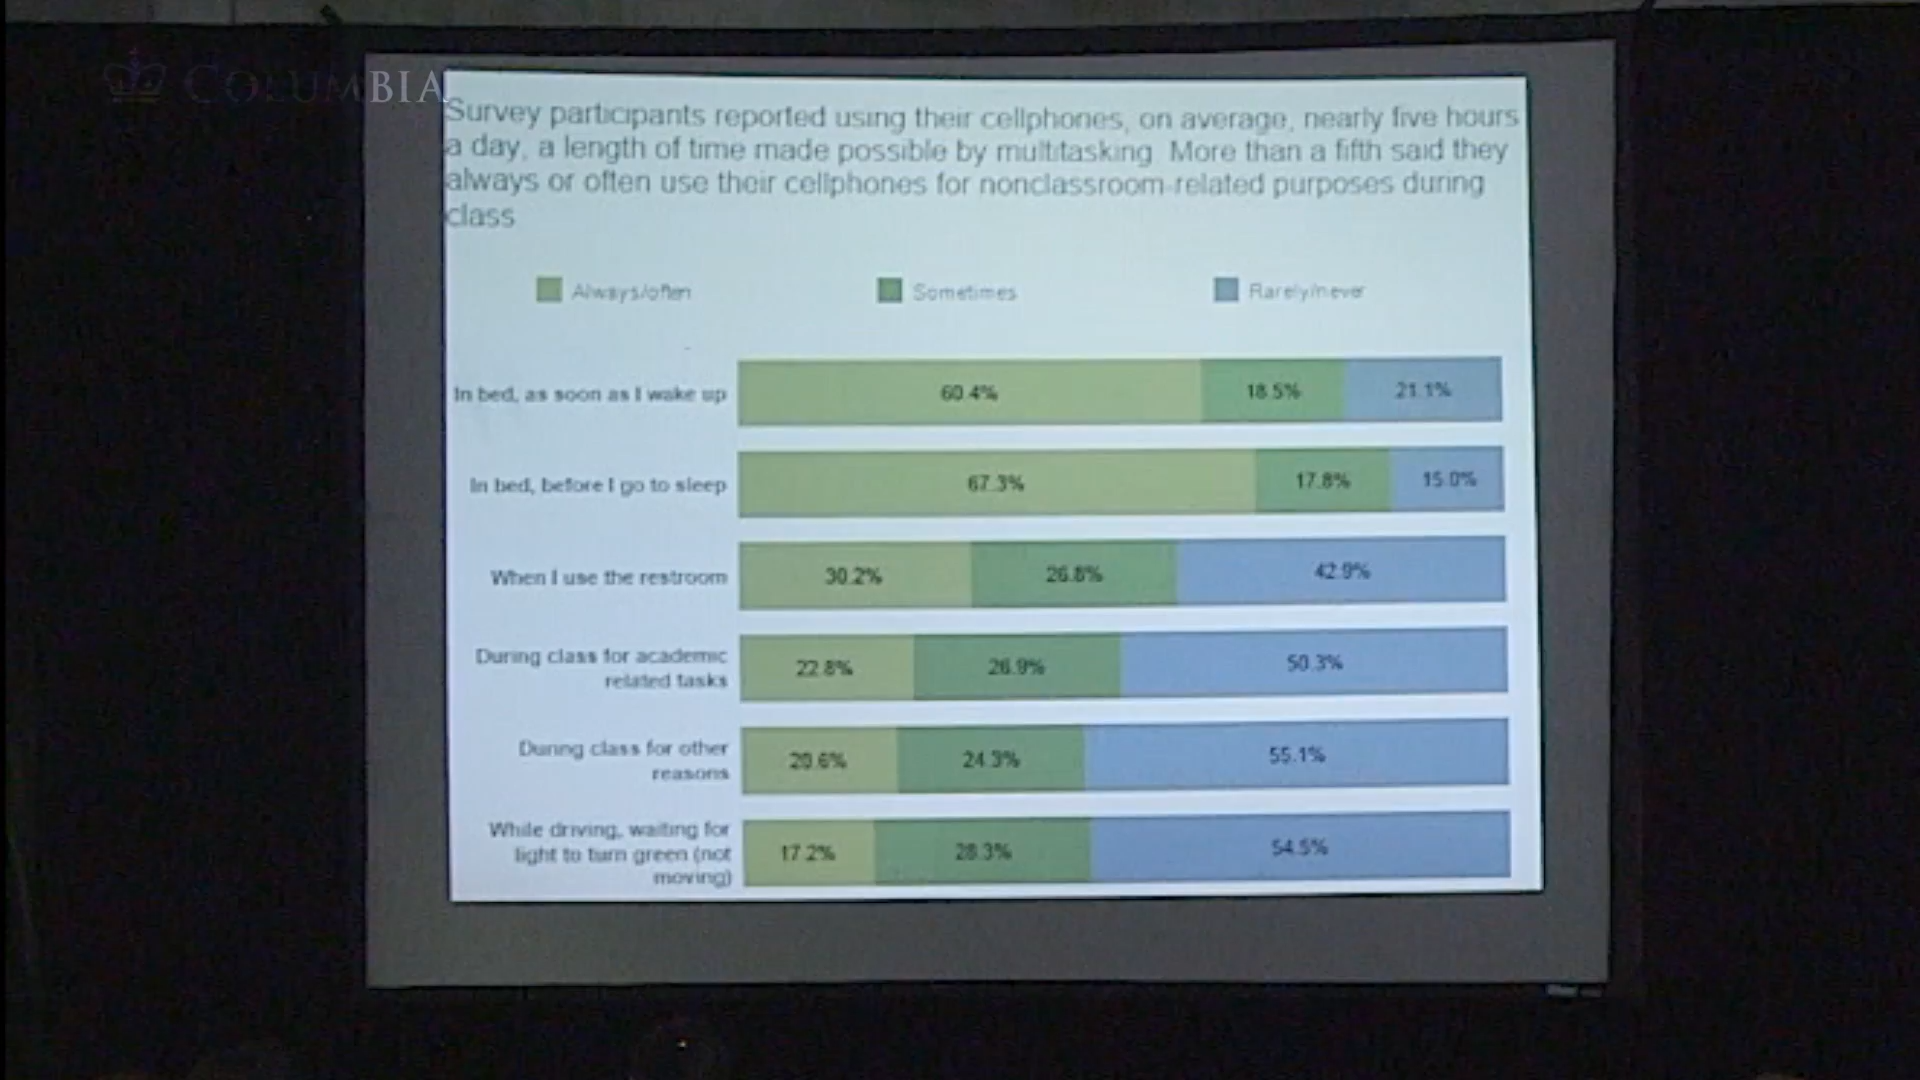 COLUMBIA
Survey participants reported using their cellphones, on average, nearly five hours
a day, a length of time made possible by multitasking. More than a fifth said they
always or often use their cellphones for nonclassroom-related purposes during
class
Always/often Sometimes Rarely/never
In bed, as soon as I wake up 60.4% 18.5% 21.1%
In bed, before I go to sleep 67.3% 17.8% 15.0%
When I use the restroom 30.2% 26.8% 42.9%
During class for academic
related tasks 22.8% 26.9% 50.3%
During class for other
reasons 20.6% 24.3% 55.1%
While driving, waiting for
light to turn green (not
moving) 17.2% 28.3% 54.5%